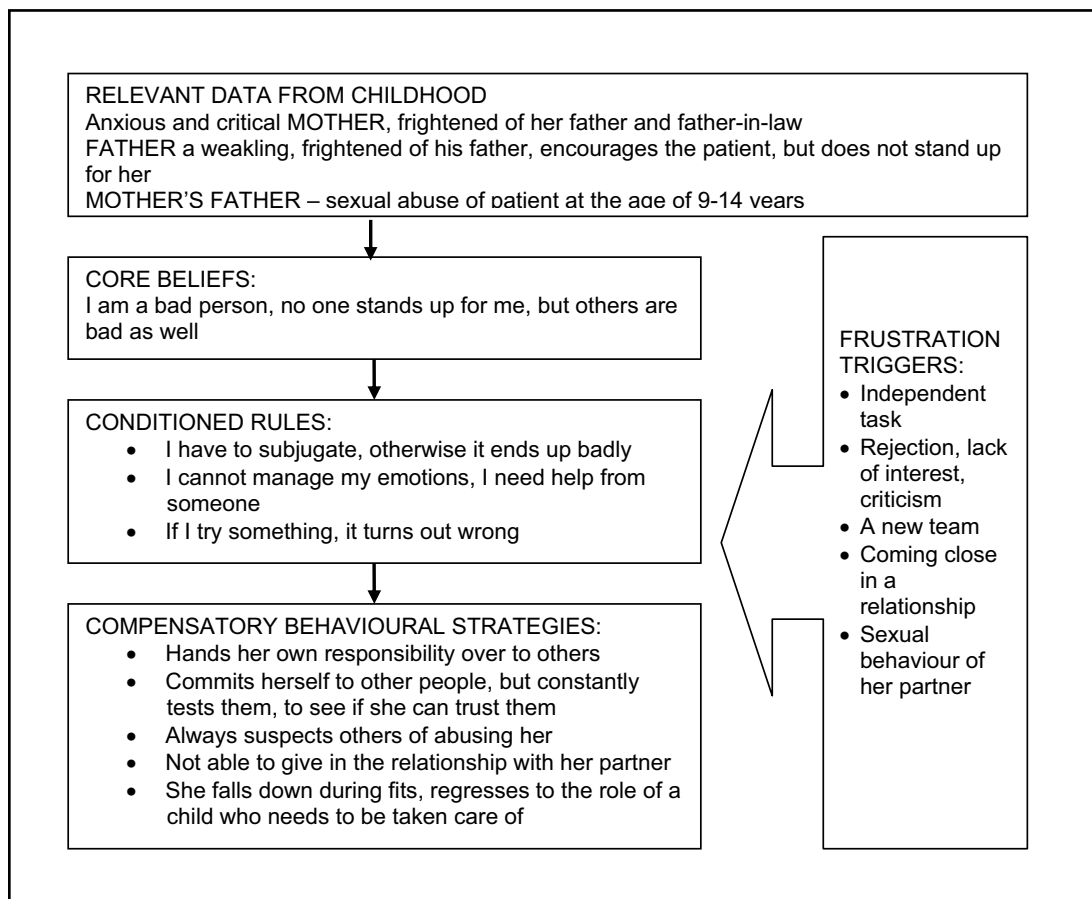 RELEVANT DATA FROM CHILDHOOD
Anxious and critical MOTHER, frightened of her father and father-in-law
FATHER a weakling, frightened of his father, encourages the patient, but does not stand up
for her
MOTHER'S FATHER – sexual abuse of patient at the age of 9-14 years
CORE BELIEFS:
I am a bad person, no one stands up for me, but others are
bad as well
CONDITIONED RULES:
• I have to subjugate, otherwise it ends up badly
• I cannot manage my emotions, I need help from
someone
• If I try something, it turns out wrong
COMPENSATORY BEHAVIOURAL STRATEGIES:
• Hands her own responsibility over to others
• Commits herself to other people, but constantly
tests them, to see if she can trust them
• Always suspects others of abusing her
• Not able to give in the relationship with her partner
• She falls down during fits, regresses to the role of a
child who needs to be taken care of
FRUSTRATION
TRIGGERS:
• Independent
task
• Rejection, lack
of interest,
criticism
• A new team
• Coming close
in a
relationship
• Sexual
behaviour of
her partner